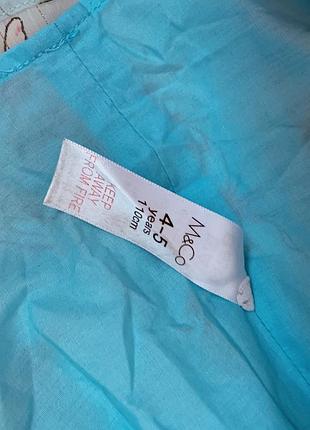 M&Co
4-5
years
110cm
KEEP
AWAY
FROM FIRE